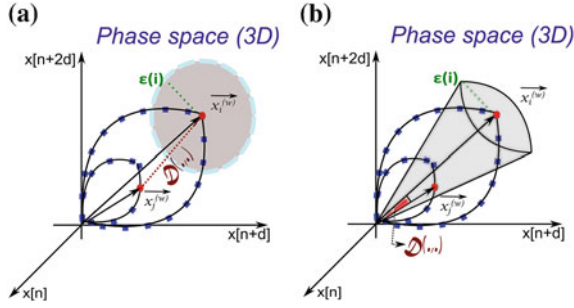 (a)
Phase space (3D)
x[n+2d]
ε(i)
x_i^(w)
D(·,·)
x_j^(w)
x[n+d]
x[n]
(b)
Phase space (3D)
x[n+2d]
ε(i)
x_i^(w)
x_j^(w)
x[n+d]
D(·,·)
x[n]